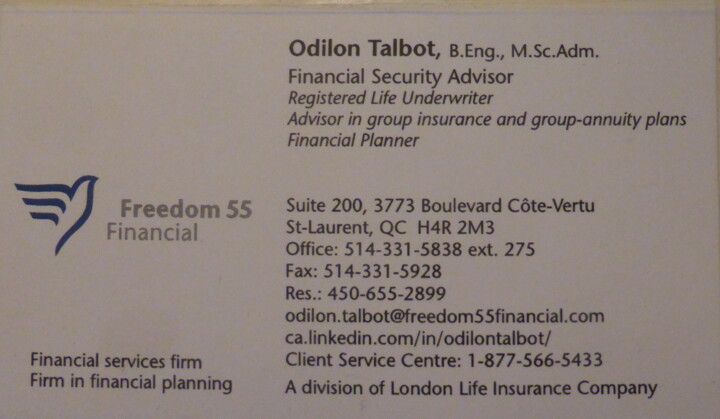 Odilon Talbot, B.Eng., M.Sc.Adm.
Financial Security Advisor
Registered Life Underwriter
Advisor in group insurance and group-annuity plans
Financial Planner
Freedom 55
Financial
Suite 200, 3773 Boulevard Côte-Vertu
St-Laurent, QC H4R 2M3
Office: 514-331-5838 ext. 275
Fax: 514-331-5928
Res.: 450-655-2899
odilon.talbot@freedom55financial.com
ca.linkedin.com/in/odilontalbot/
Client Service Centre: 1-877-566-5433
A division of London Life Insurance Company
Financial services firm
Firm in financial planning